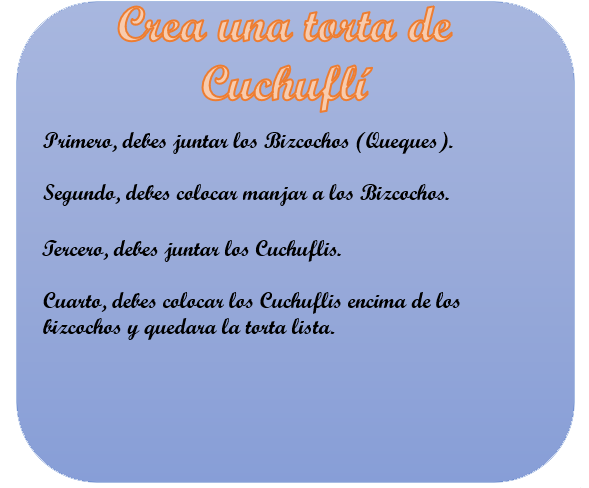 Crea una torta de
Cuchuflí
Primero, debes juntar los Bizcochos (Queques).
Segundo, debes colocar manjar a los Bizcochos.
Tercero, debes juntar los Cuchuflis.
Cuarto, debes colocar los Cuchuflis encima de los
bizcochos y quedara la torta lista.